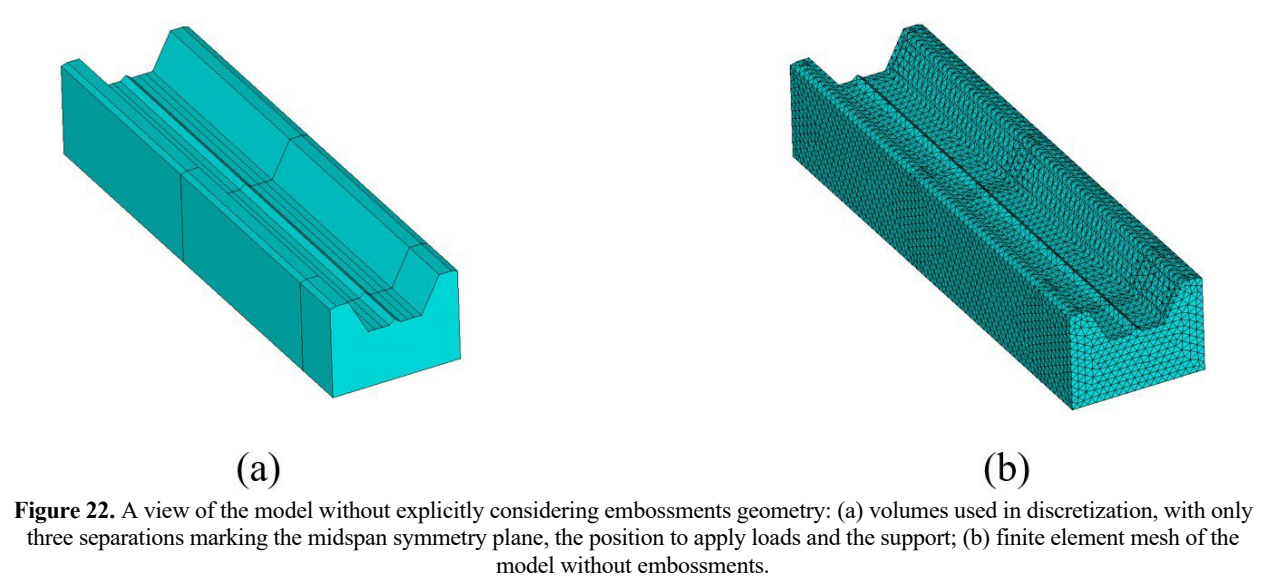 (a)
(b)
Figure 22. A view of the model without explicitly considering embossments geometry: (a) volumes used in discretization, with only
three separations marking the midspan symmetry plane, the position to apply loads and the support; (b) finite element mesh of the
model without embossments.